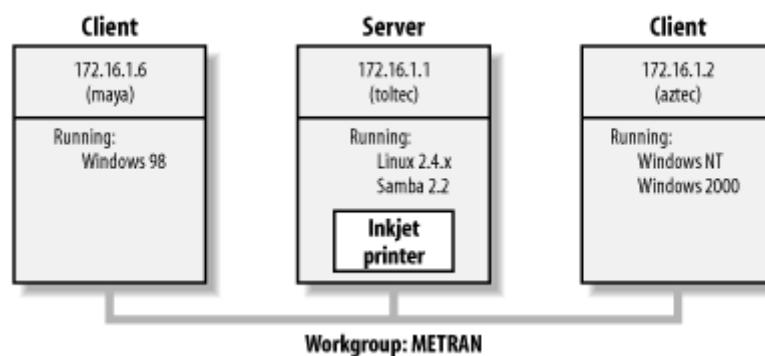 Client
172.16.1.6
(maya)
Running:
Windows 98
Server
172.16.1.1
(toltec)
Running:
Linux 2.4.x
Samba 2.2
Inkjet
printer
Client
172.16.1.2
(aztec)
Running:
Windows NT
Windows 2000
Workgroup: METRAN